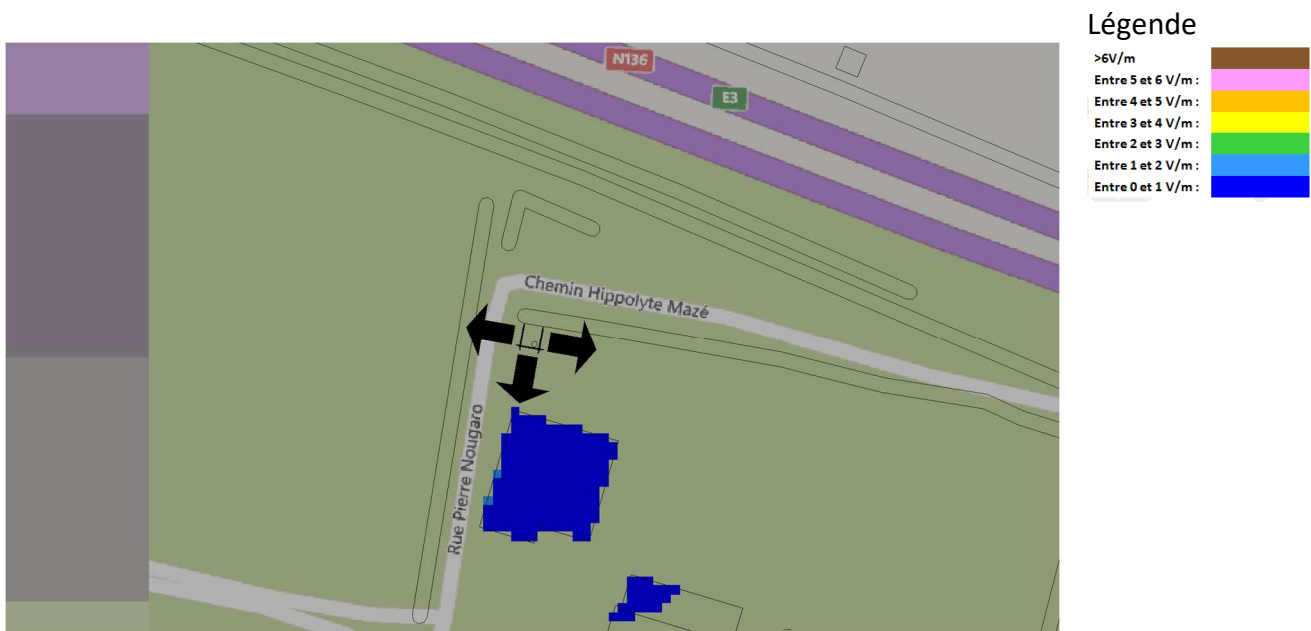 Légende
>6V/m
Entre 5 et 6 V/m :
Entre 4 et 5 V/m :
Entre 3 et 4 V/m :
Entre 2 et 3 V/m :
Entre 1 et 2 V/m :
Entre 0 et 1 V/m :
N136
E3
Chemin Hippolyte Mazé
Rue Pierre Nougaro